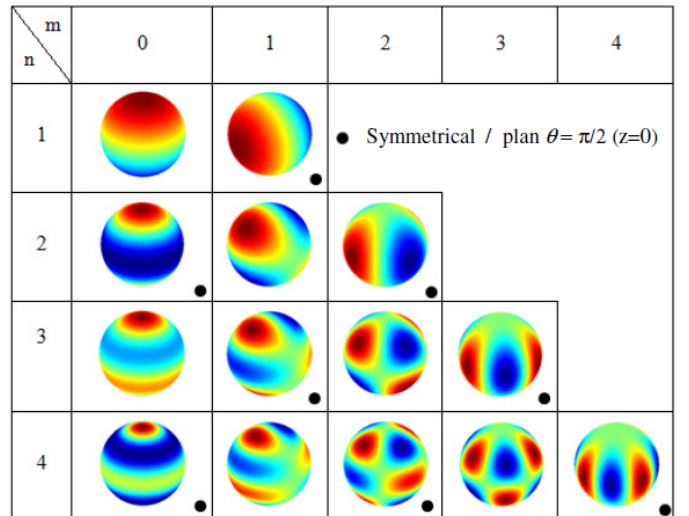 m
n
0 1 2 3 4
1
Symmetrical / plan θ = π/2 (z=0)
2
3
4